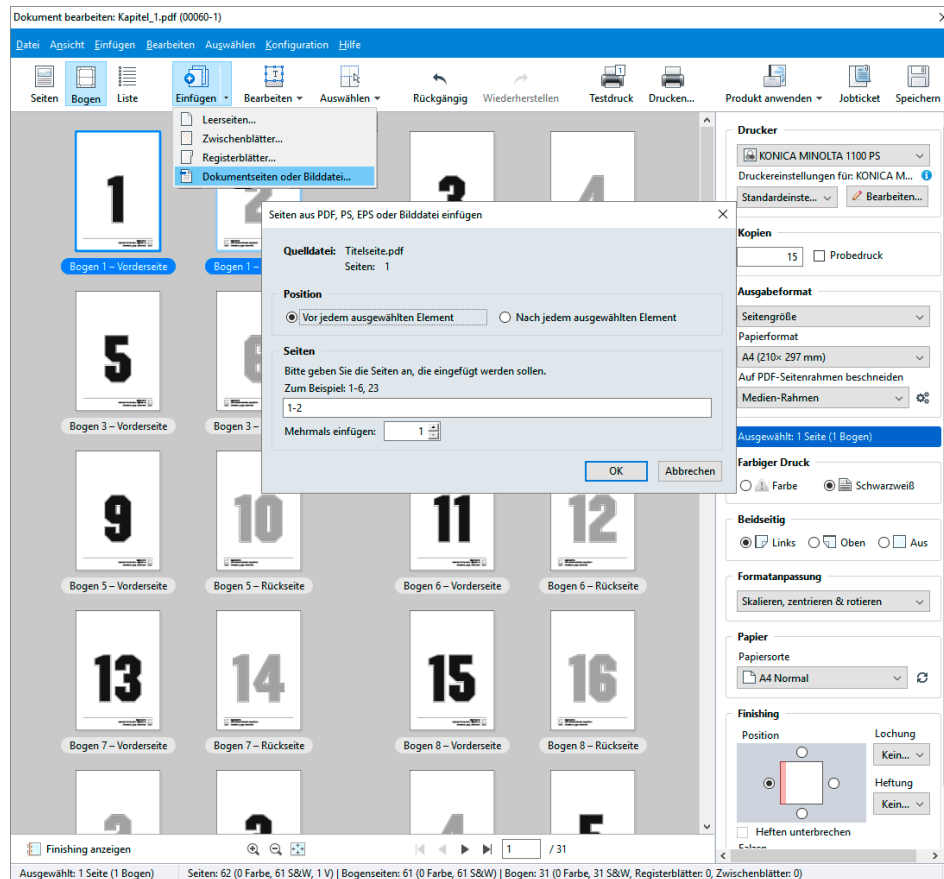 Dokument bearbeiten: Kapitel_1.pdf (00060-1)
Datei Ansicht Einfügen Bearbeiten Auswählen Konfiguration Hilfe
Seiten Bogen Liste Einfügen Bearbeiten Auswählen Rückgängig Wiederherstellen Testdruck Drucken... Produkt anwenden Jobticket Speichern
Leerseiten...
Zwischenblätter...
Registerblätter...
Dokumentseiten oder Bilddatei...
1 2 3 4
Bogen 1 – Vorderseite Bogen 1 –
Seiten aus PDF, PS, EPS oder Bilddatei einfügen
Quelldatei: Titelseite.pdf
Seiten: 1
Position
Vor jedem ausgewählten Element Nach jedem ausgewählten Element
Seiten
Bitte geben Sie die Seiten an, die eingefügt werden sollen.
Zum Beispiel: 1-6, 23
1-2
Mehrmals einfügen: 1
OK Abbrechen
5 6
Bogen 3 – Vorderseite Bogen 3 –
9 10 11 12
Bogen 5 – Vorderseite Bogen 5 – Rückseite Bogen 6 – Vorderseite Bogen 6 – Rückseite
13 14 15 16
Bogen 7 – Vorderseite Bogen 7 – Rückseite Bogen 8 – Vorderseite Bogen 8 – Rückseite
Drucker
KONICA MINOLTA 1100 PS
Druckereinstellungen für: KONICA M...
Standardeinste... Bearbeiten...
Kopien
15 Probedruck
Ausgabeformat
Seitengröße
Papierformat
A4 (210× 297 mm)
Auf PDF-Seitenrahmen beschneiden
Medien-Rahmen
Ausgewählt: 1 Seite (1 Bogen)
Farbiger Druck
Farbe Schwarzweiß
Beidseitig
Links Oben Aus
Formatanpassung
Skalieren, zentrieren & rotieren
Papier
Papiersorte
A4 Normal
Finishing
Position Lochung
Kein...
Heftung
Kein...
Heften unterbrechen
Falzen
Finishing anzeigen 1 / 31
Ausgewählt: 1 Seite (1 Bogen) Seiten: 62 (0 Farbe, 61 S&W, 1 V) | Bogenseiten: 61 (0 Farbe, 61 S&W) | Bogen: 31 (0 Farbe, 31 S&W, Registerblätter: 0, Zwischenblätter: 0)